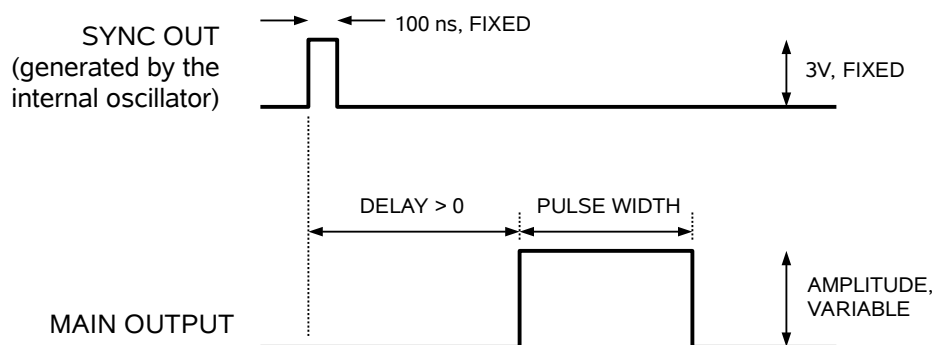 100 ns, FIXED
SYNC OUT
(generated by the
internal oscillator)
3V, FIXED
DELAY > 0
PULSE WIDTH
AMPLITUDE,
VARIABLE
MAIN OUTPUT